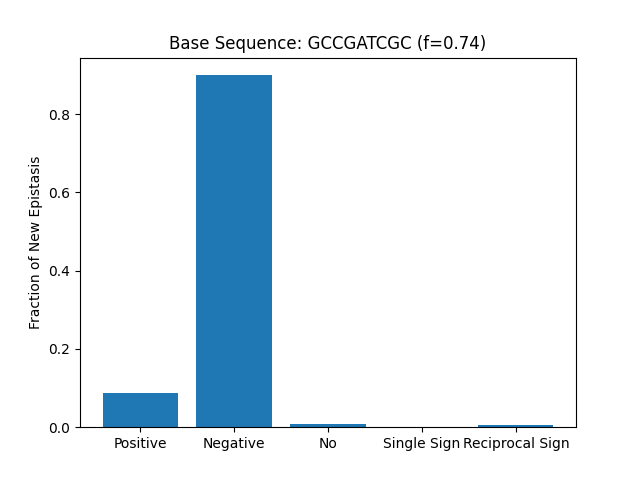 Base Sequence: GCCGATCGC (f=0.74)
Fraction of New Epistasis
0.8
0.6
0.4
0.2
0.0
Positive Negative No Single Sign Reciprocal Sign